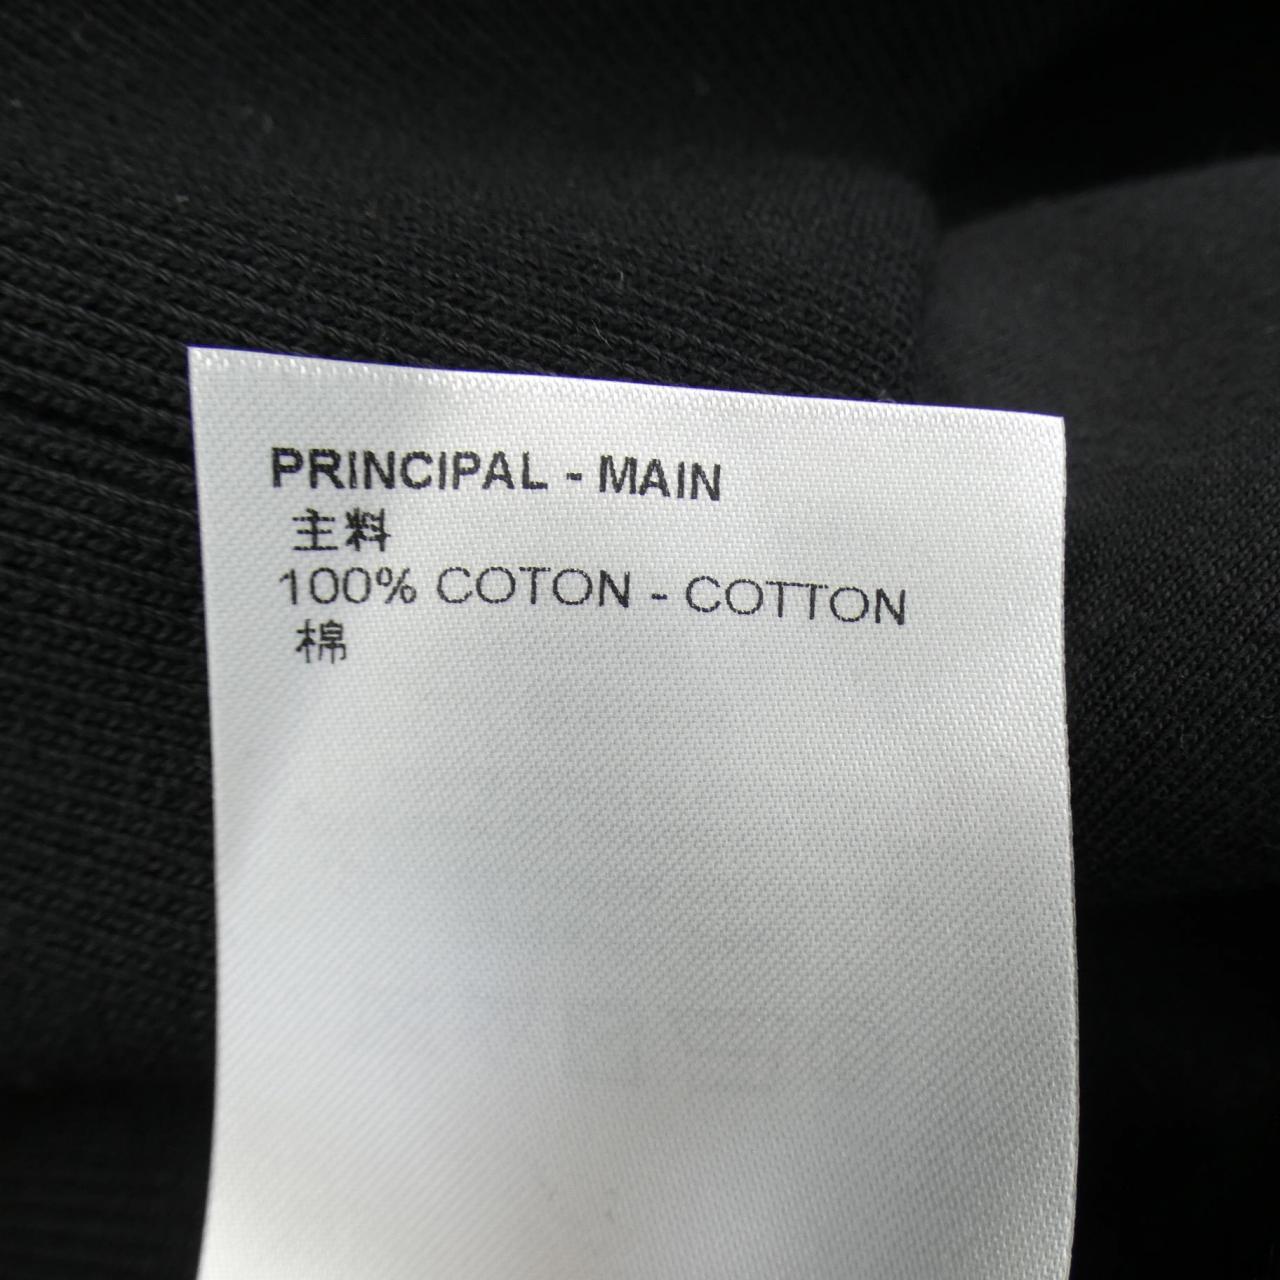 PRINCIPAL - MAIN
主料
100% COTON - COTTON
棉